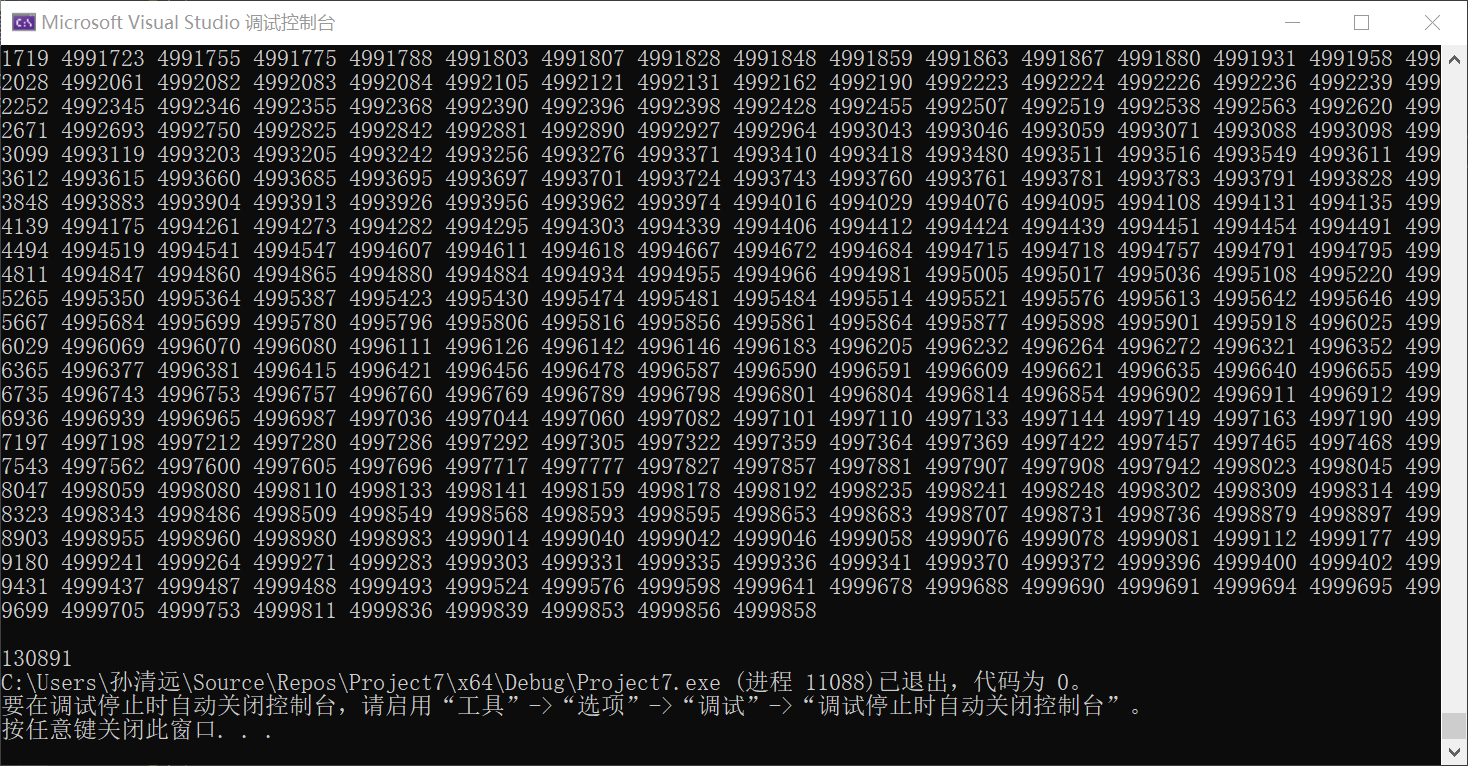 Microsoft Visual Studio 调试控制台
1719 4991723 4991755 4991775 4991788 4991803 4991807 4991828 4991848 4991859 4991863 4991867 4991880 4991931 4991958 499
2028 4992061 4992082 4992083 4992084 4992105 4992121 4992131 4992162 4992190 4992223 4992224 4992226 4992236 4992239 499
2252 4992345 4992346 4992355 4992368 4992390 4992396 4992398 4992428 4992455 4992507 4992519 4992538 4992563 4992620 499
2671 4992693 4992750 4992825 4992842 4992881 4992890 4992927 4992964 4993043 4993046 4993059 4993071 4993088 4993098 499
3099 4993119 4993203 4993205 4993242 4993256 4993276 4993371 4993410 4993418 4993480 4993511 4993516 4993549 4993611 499
3612 4993615 4993660 4993685 4993695 4993697 4993701 4993724 4993743 4993760 4993761 4993781 4993783 4993791 4993828 499
3848 4993883 4993904 4993913 4993926 4993956 4993962 4993974 4994016 4994029 4994076 4994095 4994108 4994131 4994135 499
4139 4994175 4994261 4994273 4994282 4994295 4994303 4994339 4994406 4994412 4994424 4994439 4994451 4994454 4994491 499
4494 4994519 4994541 4994547 4994607 4994611 4994618 4994667 4994672 4994684 4994715 4994718 4994757 4994791 4994795 499
4811 4994847 4994860 4994865 4994880 4994884 4994934 4994955 4994966 4994981 4995005 4995017 4995036 4995108 4995220 499
5265 4995350 4995364 4995387 4995423 4995430 4995474 4995481 4995484 4995514 4995521 4995576 4995613 4995642 4995646 499
5667 4995684 4995699 4995780 4995796 4995806 4995816 4995856 4995861 4995864 4995877 4995898 4995901 4995918 4996025 499
6029 4996069 4996070 4996080 4996111 4996126 4996142 4996146 4996183 4996205 4996232 4996264 4996272 4996321 4996352 499
6365 4996377 4996381 4996415 4996421 4996456 4996478 4996587 4996590 4996591 4996609 4996621 4996635 4996640 4996655 499
6735 4996743 4996753 4996757 4996760 4996769 4996789 4996798 4996801 4996804 4996814 4996854 4996902 4996911 4996912 499
6936 4996939 4996965 4996987 4997036 4997044 4997060 4997082 4997101 4997110 4997133 4997144 4997149 4997163 4997190 499
7197 4997198 4997212 4997280 4997286 4997292 4997305 4997322 4997359 4997364 4997369 4997422 4997457 4997465 4997468 499
7543 4997562 4997600 4997605 4997696 4997717 4997777 4997827 4997857 4997881 4997907 4997908 4997942 4998023 4998045 499
8047 4998059 4998080 4998110 4998133 4998141 4998159 4998178 4998192 4998235 4998241 4998248 4998302 4998309 4998314 499
8323 4998343 4998486 4998509 4998549 4998568 4998593 4998595 4998653 4998683 4998707 4998731 4998736 4998879 4998897 499
8903 4998955 4998960 4998980 4998983 4999014 4999040 4999042 4999046 4999058 4999076 4999078 4999081 4999112 4999177 499
9180 4999241 4999264 4999271 4999283 4999303 4999331 4999335 4999336 4999341 4999370 4999372 4999396 4999400 4999402 499
9431 4999437 4999487 4999488 4999493 4999524 4999576 4999598 4999641 4999678 4999688 4999690 4999691 4999694 4999695 499
9699 4999705 4999753 4999811 4999836 4999839 4999853 4999856 4999858
130891
C:\Users\孙清远\Source\Repos\Project7\x64\Debug\Project7.exe (进程 11088)已退出，代码为 0。
要在调试停止时自动关闭控制台，请启用“工具”->“选项”->“调试”->“调试停止时自动关闭控制台”。
按任意键关闭此窗口. . .